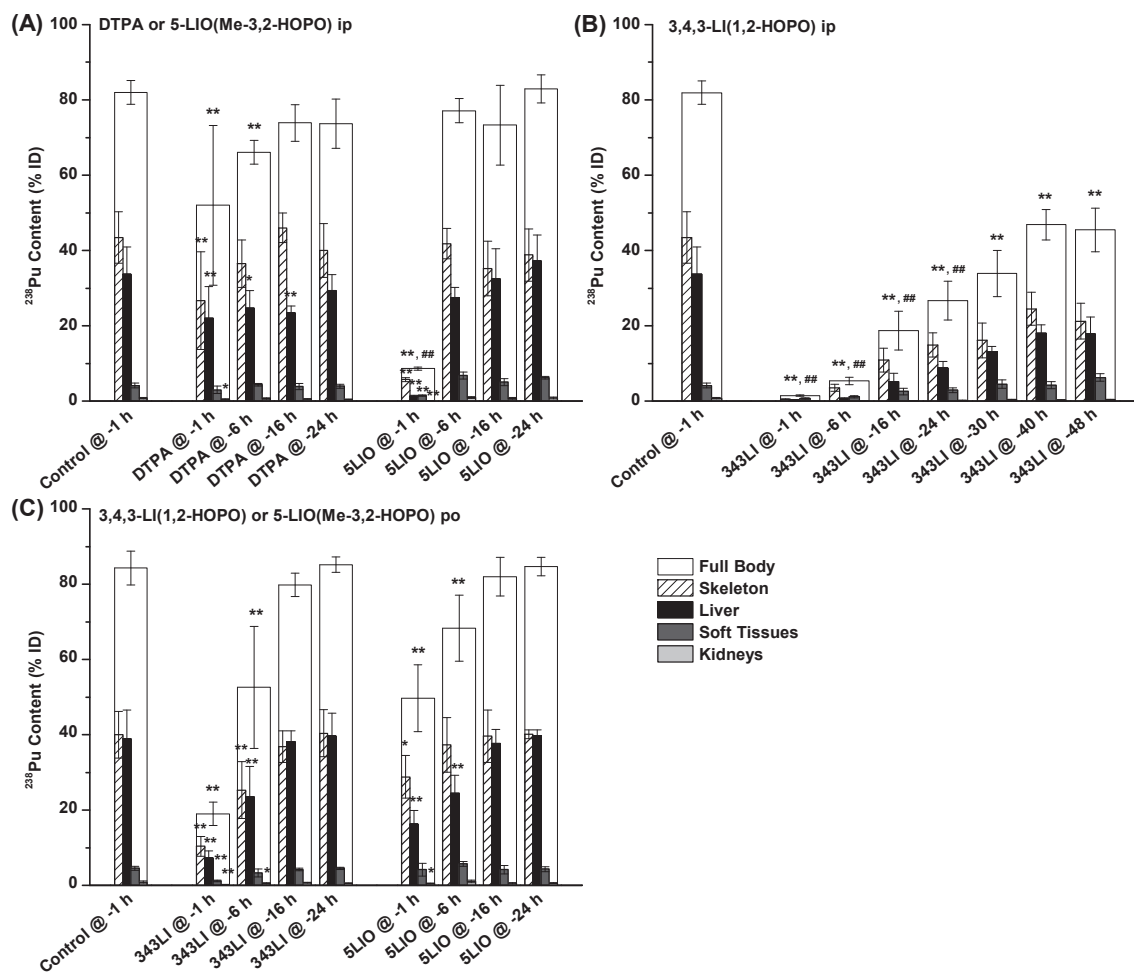 (A) DTPA or 5-LIO(Me-3,2-HOPO) ip
100
80
60
40
20
0
238Pu Content (% ID)
** **
** **
** * **
*
**, ##
** ** ** **
Control @ -1 h
DTPA @ -1 h
DTPA @ -6 h
DTPA @ -16 h
DTPA @ -24 h
5LIO @ -1 h
5LIO @ -6 h
5LIO @ -16 h
5LIO @ -24 h
(B) 3,4,3-LI(1,2-HOPO) ip
100
80
60
40
20
0
238Pu Content (% ID)
**, ##
**, ##
**, ##
**, ##
**
**
**
Control @ -1 h
343LI @ -1 h
343LI @ -6 h
343LI @ -16 h
343LI @ -24 h
343LI @ -30 h
343LI @ -40 h
343LI @ -48 h
(C) 3,4,3-LI(1,2-HOPO) or 5-LIO(Me-3,2-HOPO) po
100
80
60
40
20
0
238Pu Content (% ID)
**
** ** ** **
**
** ** *
**
* ** *
**
**
Control @ -1 h
343LI @ -1 h
343LI @ -6 h
343LI @ -16 h
343LI @ -24 h
5LIO @ -1 h
5LIO @ -6 h
5LIO @ -16 h
5LIO @ -24 h
Full Body
Skeleton
Liver
Soft Tissues
Kidneys